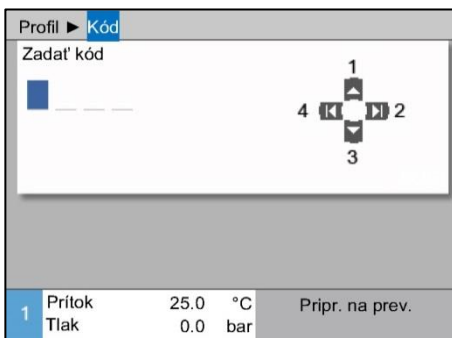 Profil ► Kód
Zadať kód
1
4 2
3
1
Prítok 25.0 °C
Tlak 0.0 bar
Pripr. na prev.